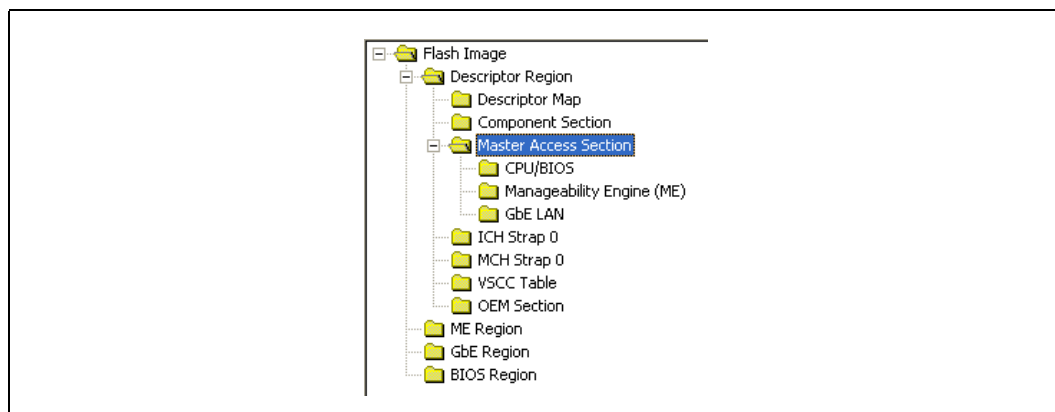 Flash Image
Descriptor Region
Descriptor Map
Component Section
Master Access Section
CPU/BIOS
Manageability Engine (ME)
GbE LAN
ICH Strap 0
MCH Strap 0
VSCC Table
OEM Section
ME Region
GbE Region
BIOS Region